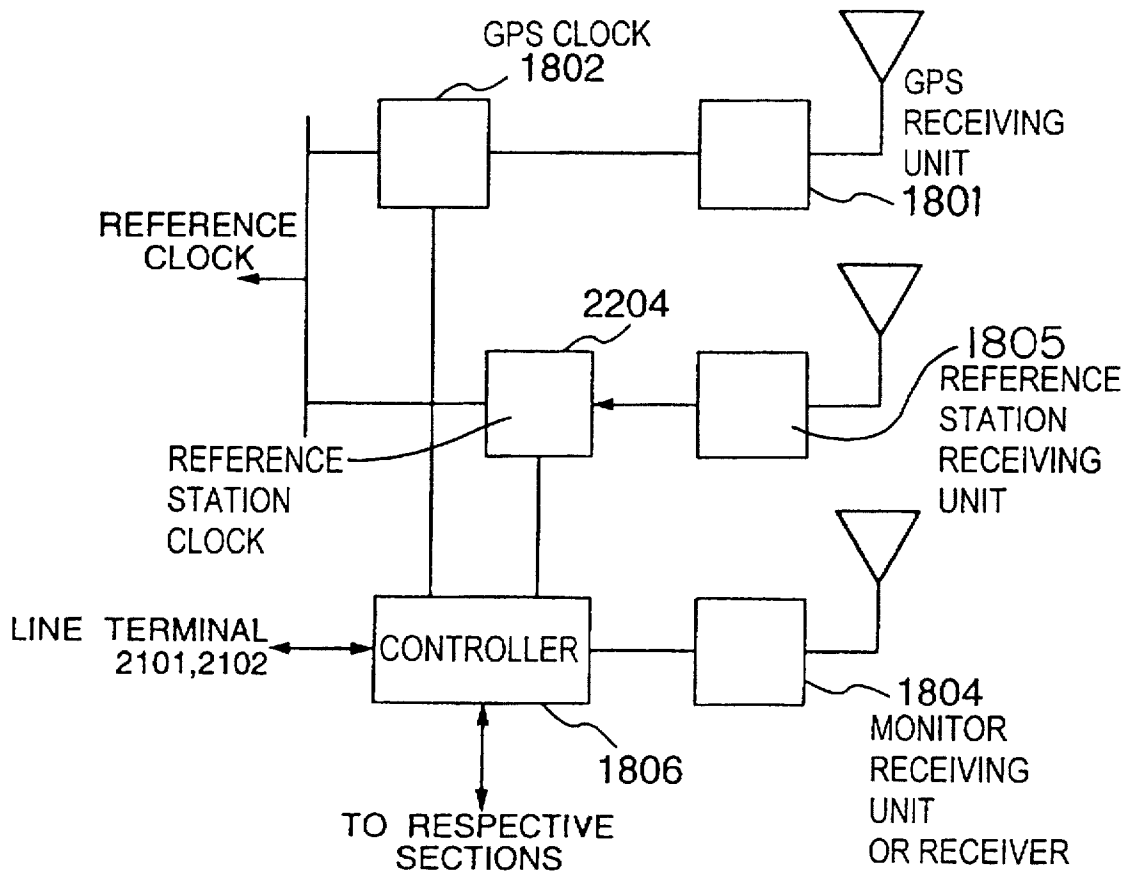 GPS CLOCK
1802
GPS
RECEIVING
UNIT
1801
REFERENCE
CLOCK
2204
1805
REFERENCE
STATION
RECEIVING
UNIT
REFERENCE
STATION
CLOCK
LINE TERMINAL
2101,2102
CONTROLLER
1806
1804
MONITOR
RECEIVING
UNIT
OR RECEIVER
TO RESPECTIVE
SECTIONS